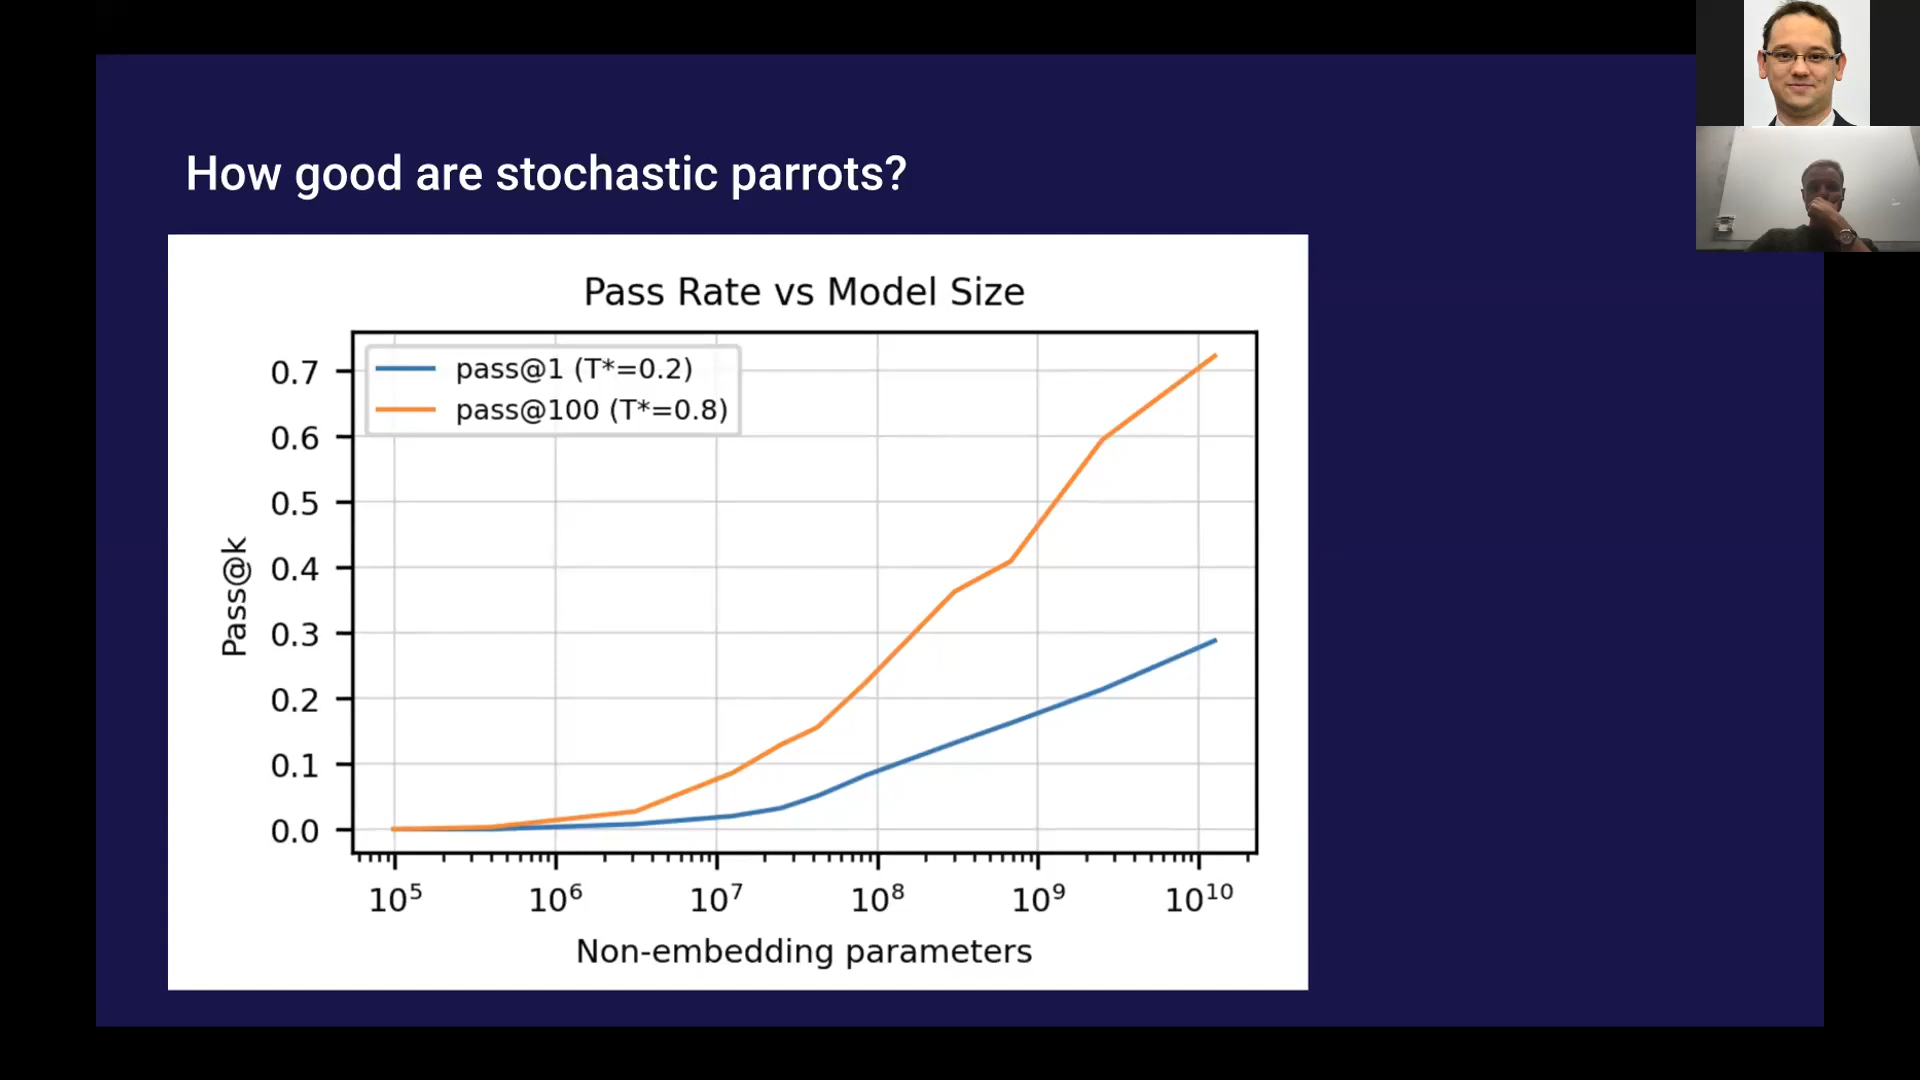 How good are stochastic parrots?
Pass Rate vs Model Size
pass@1 (T*=0.2)
pass@100 (T*=0.8)
0.7
0.6
0.5
0.4
0.3
0.2
0.1
0.0
Pass@k
10⁵ 10⁶ 10⁷ 10⁸ 10⁹ 10¹⁰
Non-embedding parameters